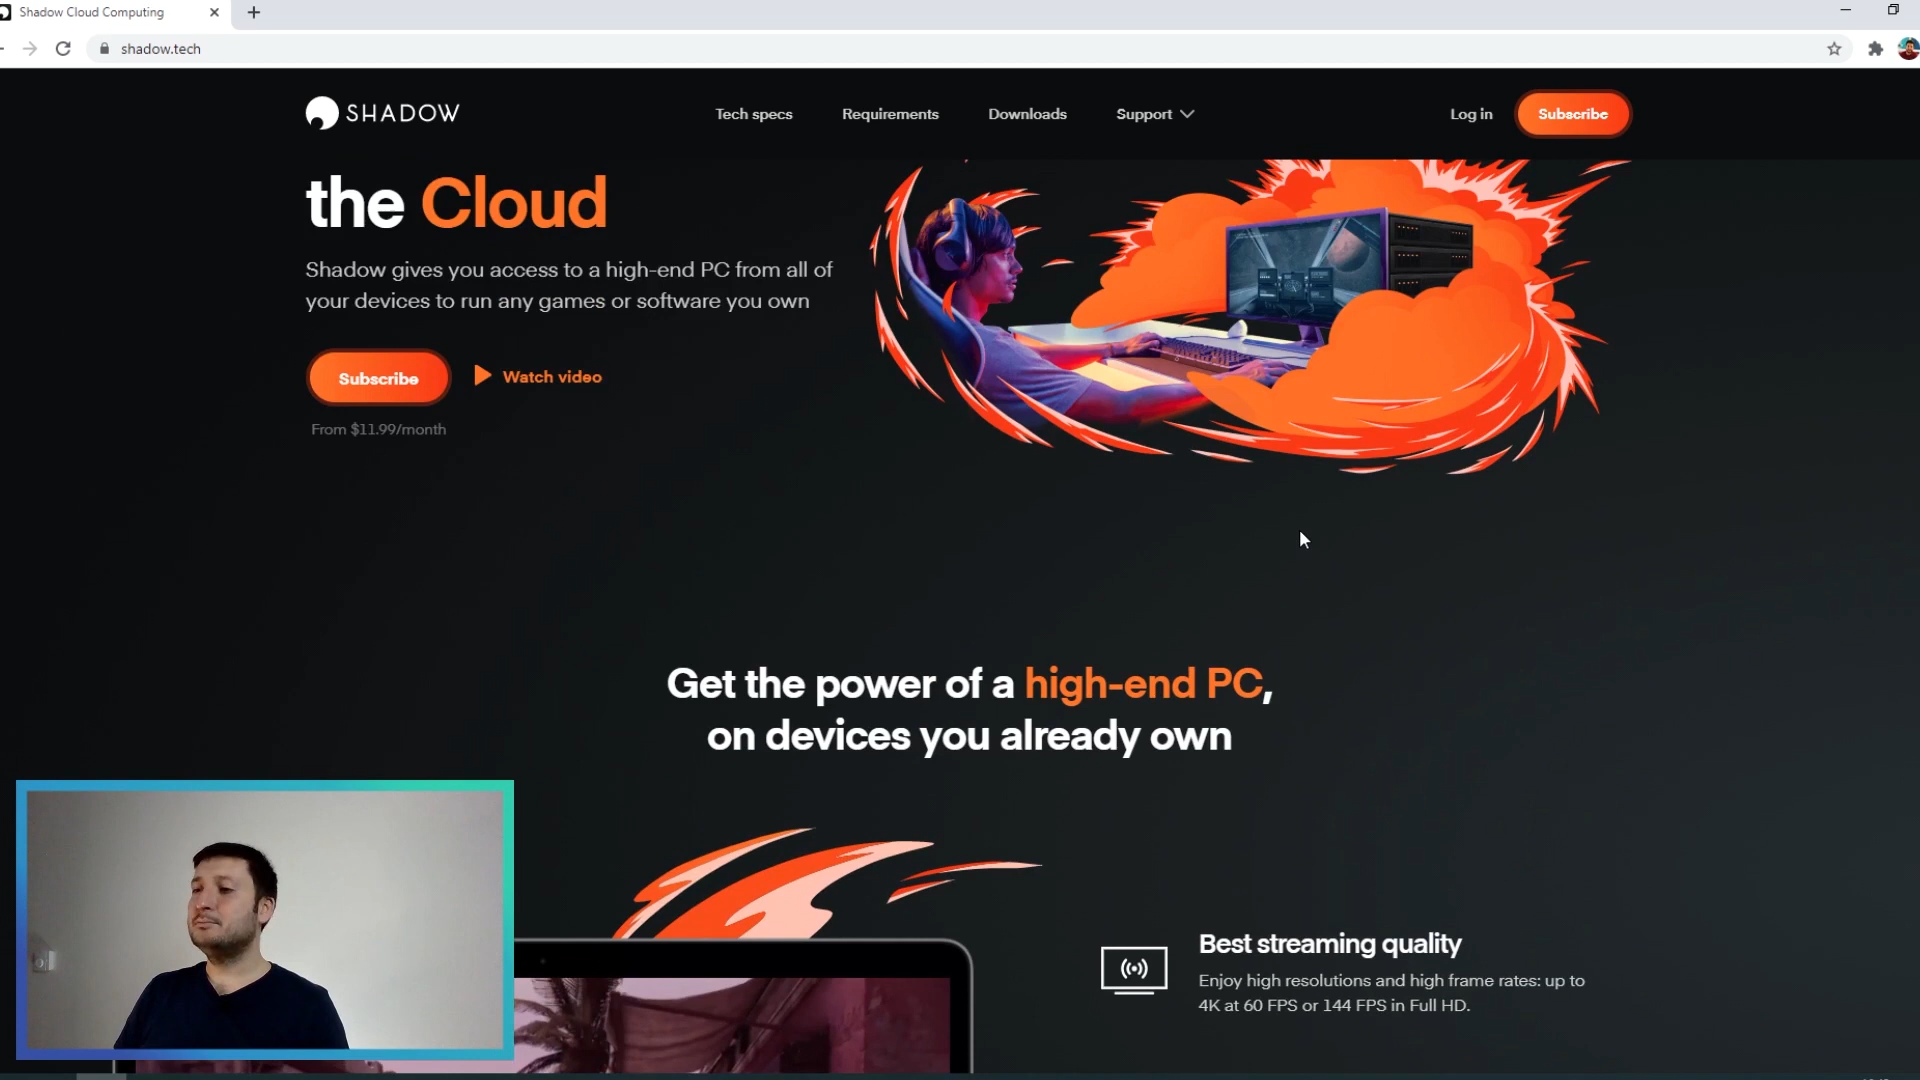 Shadow Cloud Computing
shadow.tech
SHADOW
Tech specs
Requirements
Downloads
Support
Log in
Subscribe
the Cloud
Shadow gives you access to a high-end PC from all of
your devices to run any games or software you own
Subscribe
Watch video
From $11.99/month
Get the power of a high-end PC,
on devices you already own
Best streaming quality
Enjoy high resolutions and high frame rates: up to
4K at 60 FPS or 144 FPS in Full HD.